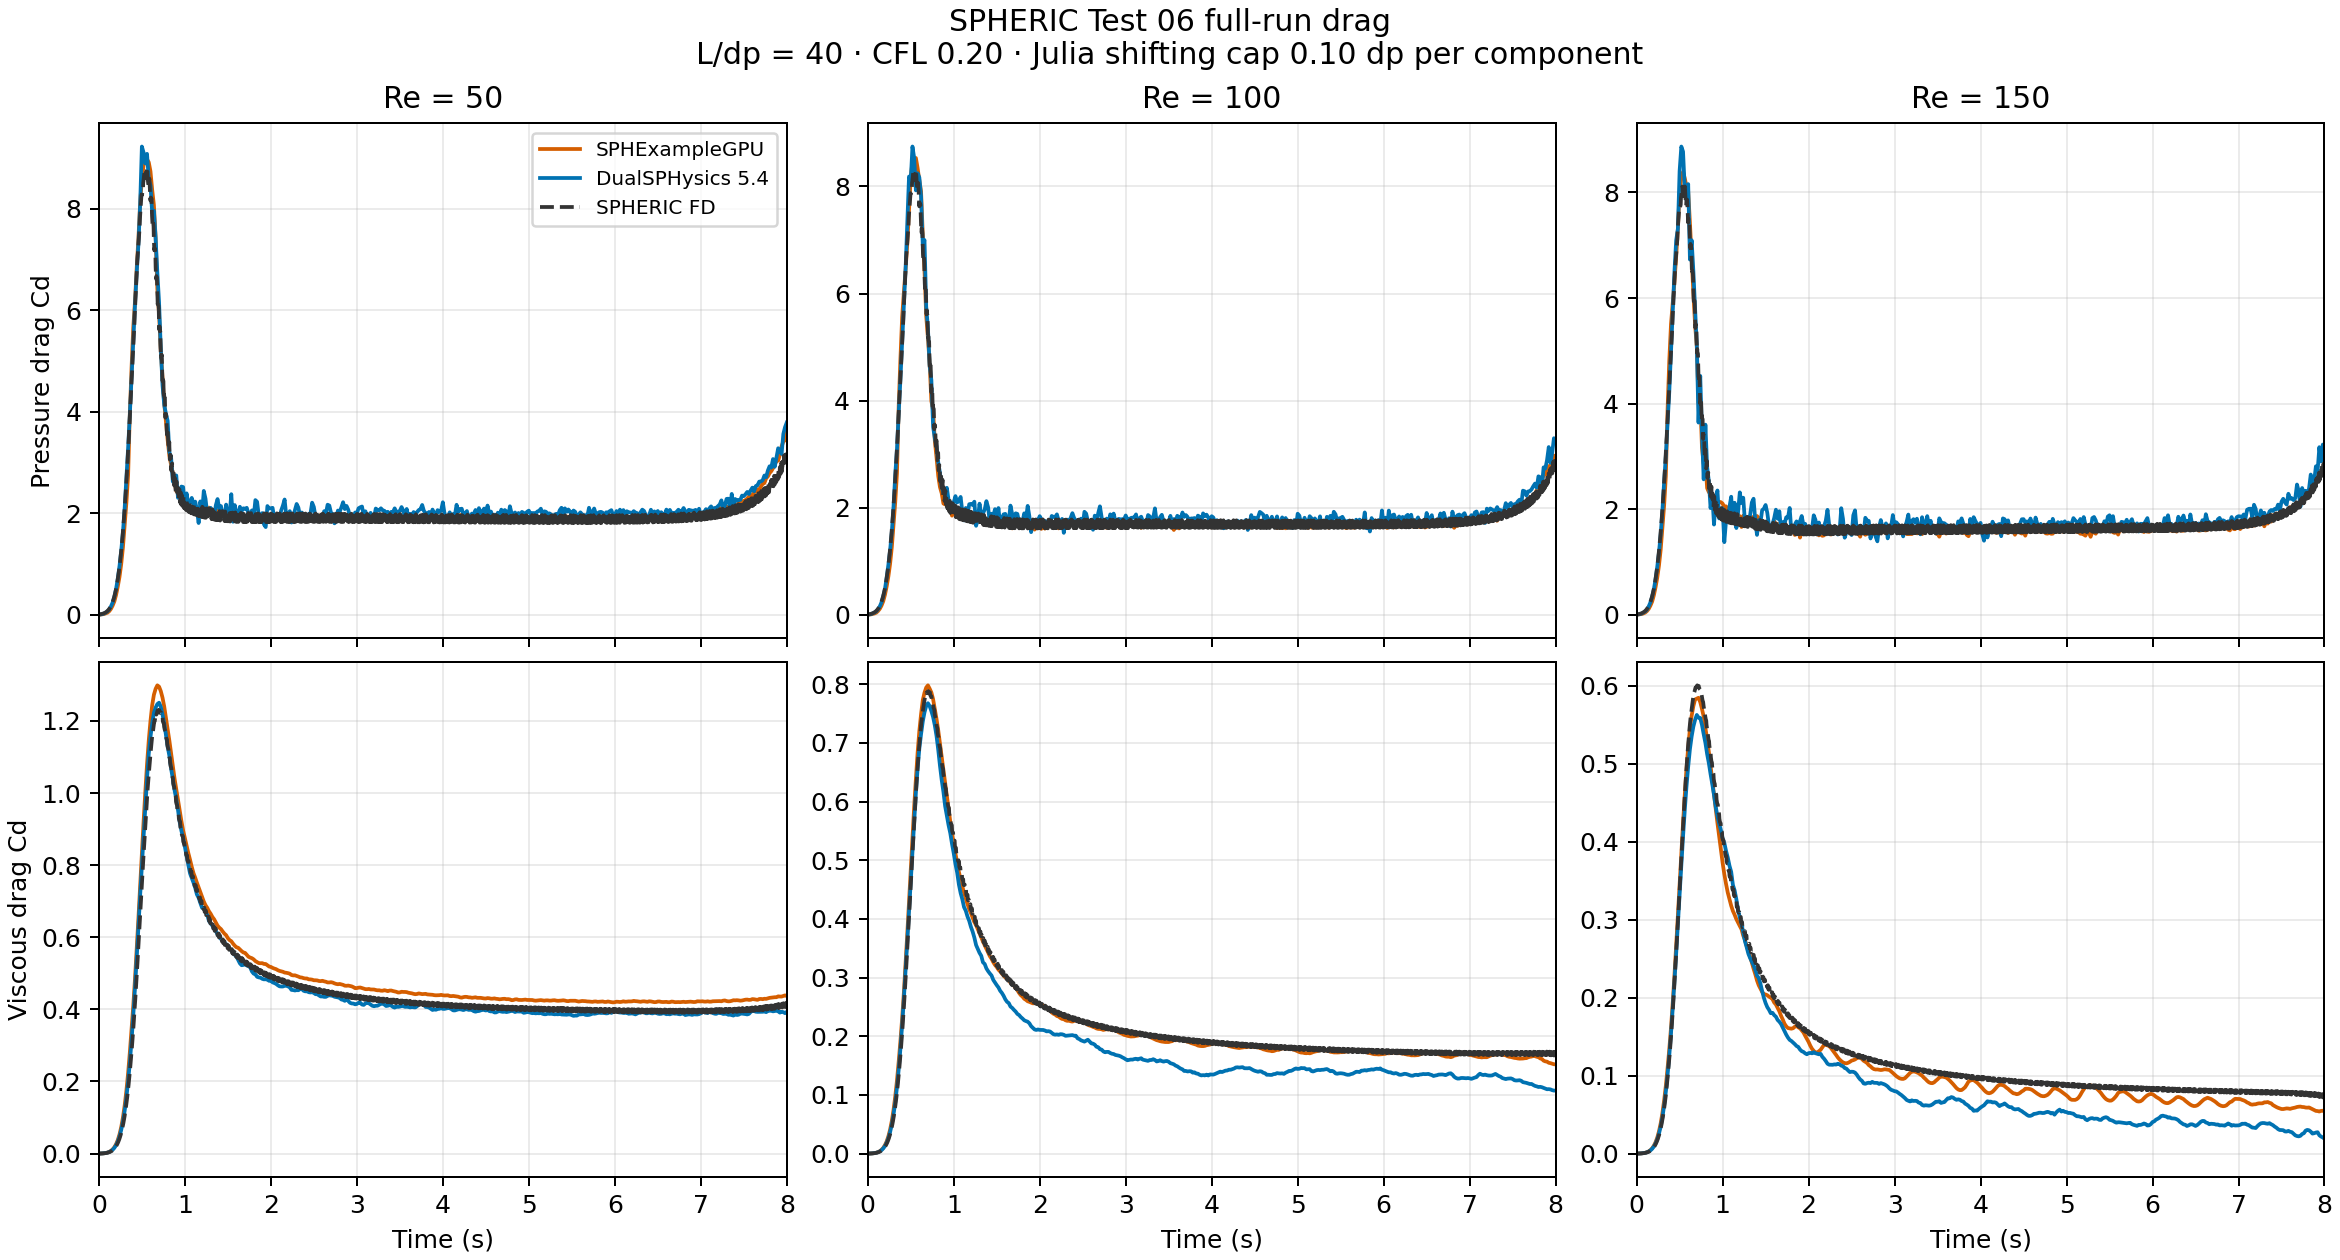 SPHERIC Test 06 full-run drag
L/dp = 40 · CFL 0.20 · Julia shifting cap 0.10 dp per component
Re = 50
Re = 100
Re = 150
Pressure drag Cd
8
6
4
2
0
SPHExampleGPU
DualSPHysics 5.4
SPHERIC FD
8
6
4
2
0
8
6
4
2
0
Viscous drag Cd
1.2
1.0
0.8
0.6
0.4
0.2
0.0
0 1 2 3 4 5 6 7 8
Time (s)
0.8
0.7
0.6
0.5
0.4
0.3
0.2
0.1
0.0
0 1 2 3 4 5 6 7 8
Time (s)
0.6
0.5
0.4
0.3
0.2
0.1
0.0
0 1 2 3 4 5 6 7 8
Time (s)